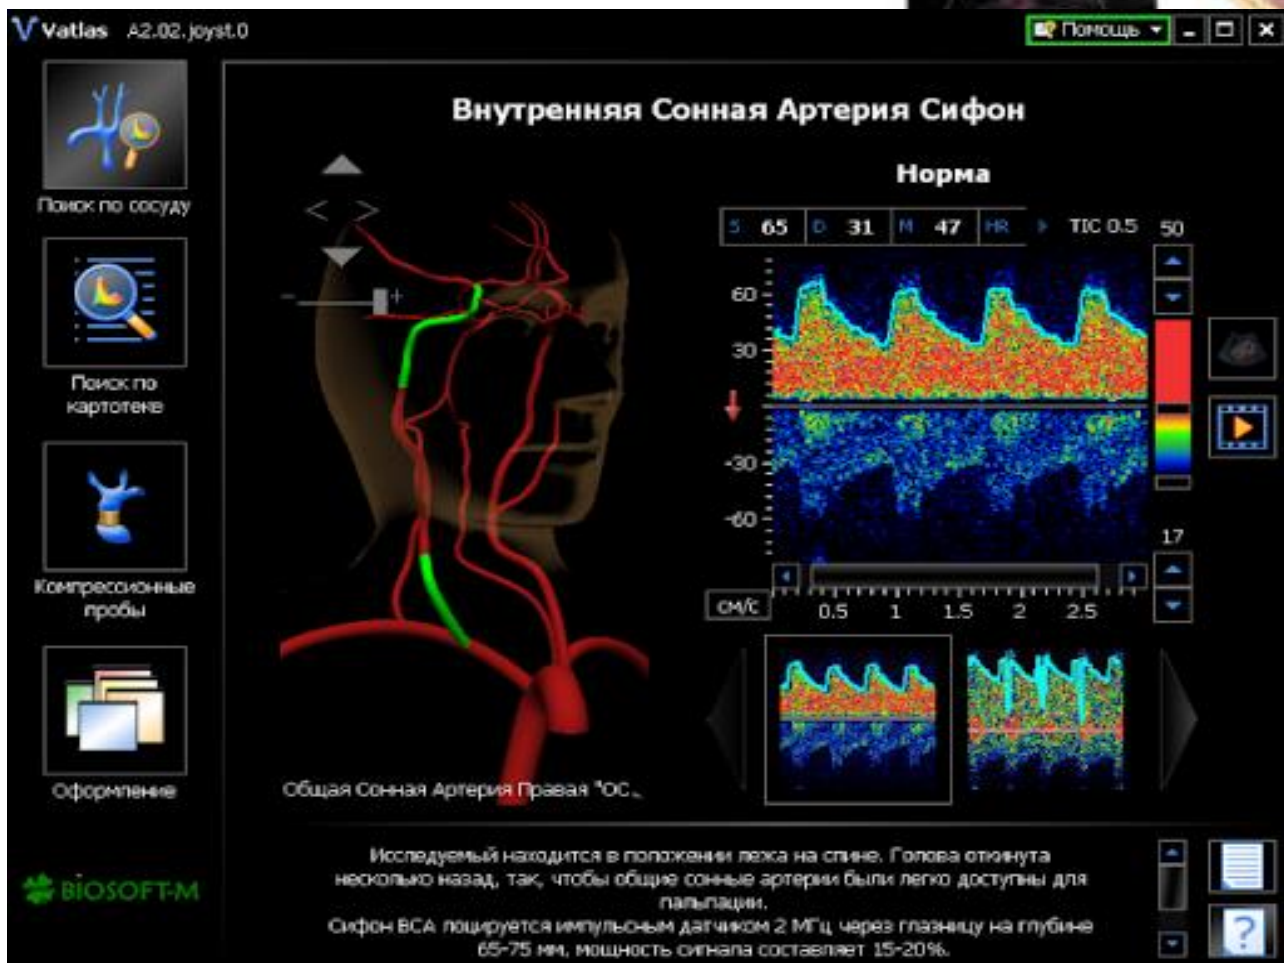 Vatlas A2.02.joyst.0
Помощь
Внутренняя Сонная Артерия Сифон
Норма
Поиск по сосуду
Поиск по
картотеке
Компрессионные
пробы
Оформление
BIOSOFT-M
- +
S 65 D 31 M 47 HR TIC 0.5 50
60
30
-30
-60
17
см/с
0.5 1 1.5 2 2.5
Общая Сонная Артерия Правая "ОС...
Исследуемый находится в положении лежа на спине. Голова откинута
несколько назад, так, чтобы общие сонные артерии были легко доступны для
пальпации.
Сифон ВСА лоцируется импульсным датчиком 2 МГц через глазницу на глубине
65-75 мм, мощность сигнала составляет 15-20%.
?